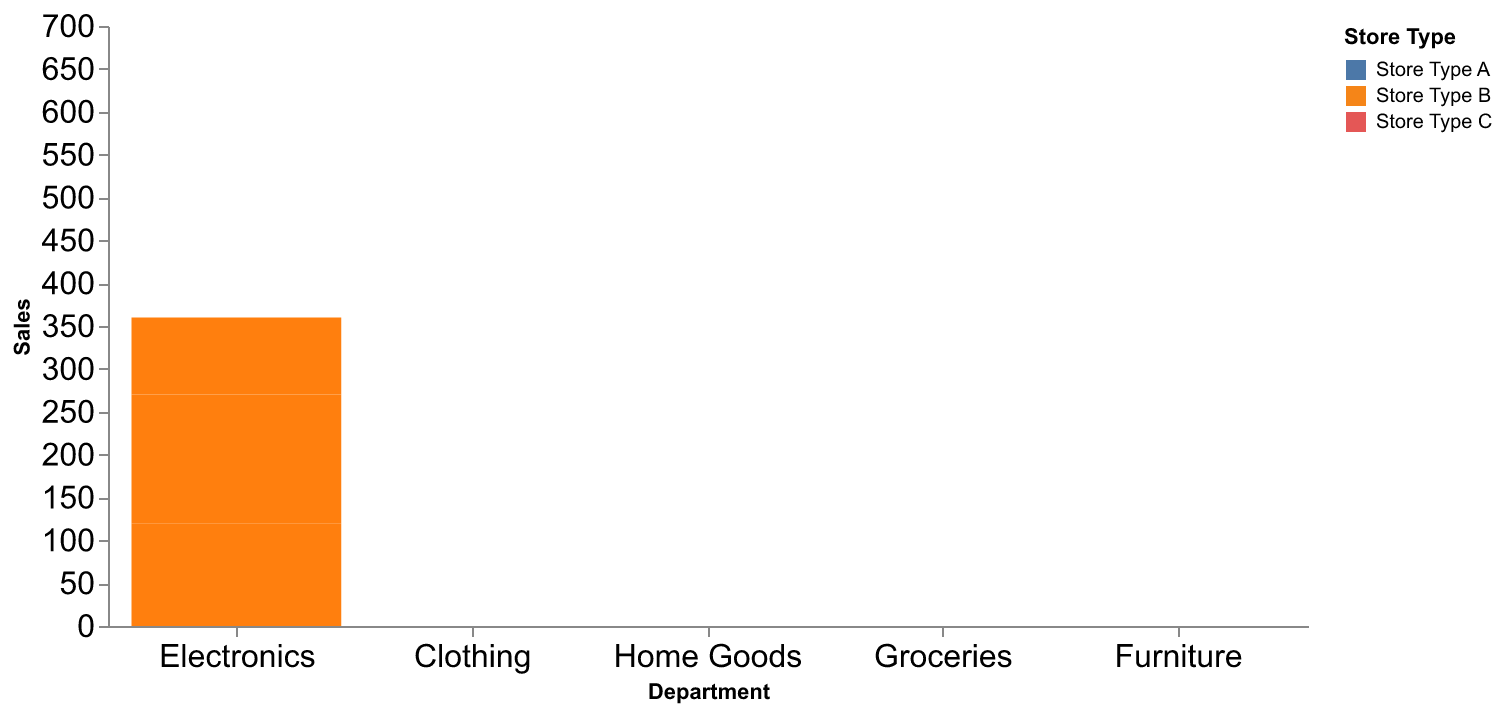 700
650
600
550
500
450
400
350
300
250
200
150
100
50
0
Sales
Electronics Clothing Home Goods Groceries Furniture
Department
Store Type
Store Type A
Store Type B
Store Type C